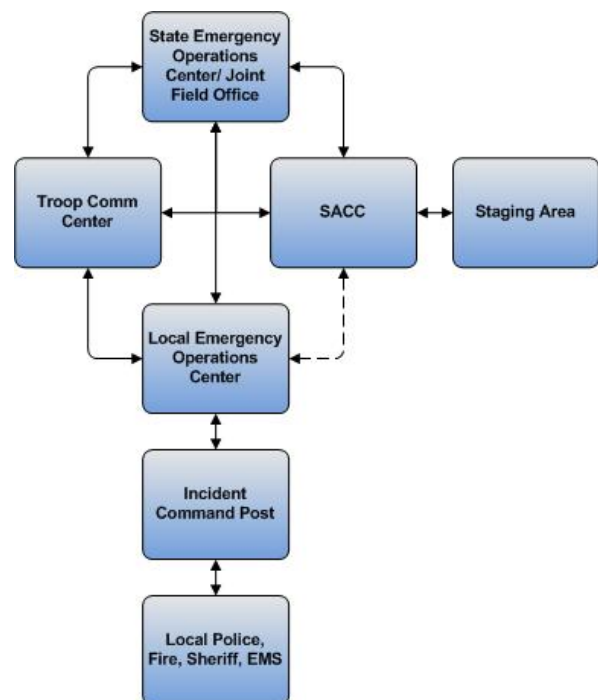 State Emergency
Operations
Center/ Joint
Field Office
Troop Comm
Center
SACC
Staging Area
Local Emergency
Operations
Center
Incident
Command Post
Local Police,
Fire, Sheriff, EMS